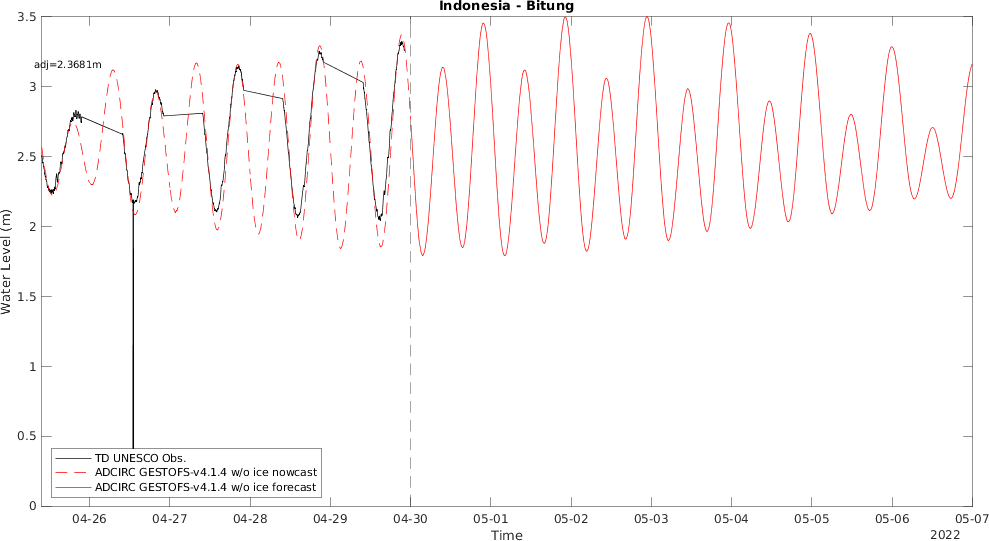 Indonesia - Bitung
adj=2.3681m
3.5
3
2.5
2
1.5
1
0.5
0
Water Level (m)
TD UNESCO Obs.
ADCIRC GESTOFS-v4.1.4 w/o ice nowcast
ADCIRC GESTOFS-v4.1.4 w/o ice forecast
04-26 04-27 04-28 04-29 04-30 05-01 05-02 05-03 05-04 05-05 05-06 05-07
Time
2022